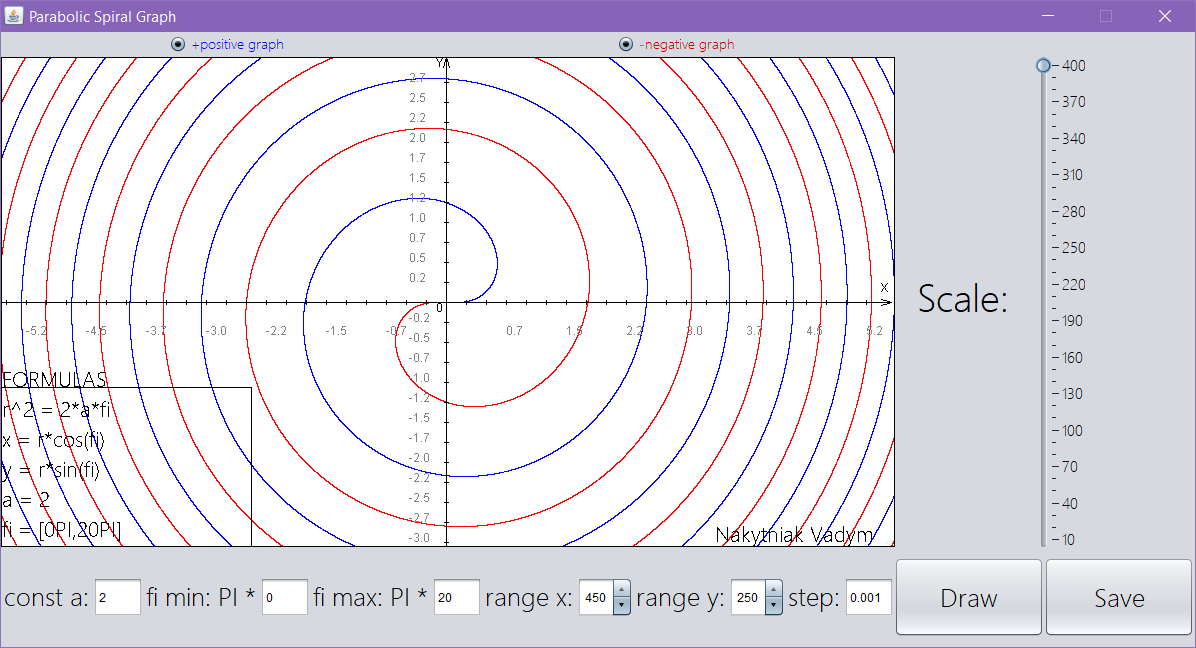 Parabolic Spiral Graph
+positive graph
-negative graph
Y
2.7
2.5
2.2
2.0
1.7
1.5
1.2
1.0
0.7
0.5
0.2
X
0
-0.2
-5.2 -4.5 -3.7 -3.0 -2.2 -1.5 -0.7 0.7 1.5 2.2 3.0 3.7 4.5 5.2
-0.5
-0.7
-1.0
-1.2
-1.5
-1.7
-2.0
-2.2
-2.5
-2.7
-3.0
FORMULAS
r^2 = 2*a*fi
x = r*cos(fi)
y = r*sin(fi)
a = 2
fi = [0PI,20PI]
Nakytniak Vadym
Scale:
400
370
340
310
280
250
220
190
160
130
100
70
40
10
const a: 2 fi min: PI * 0 fi max: PI * 20 range x: 450 range y: 250 step: 0.001 Draw Save